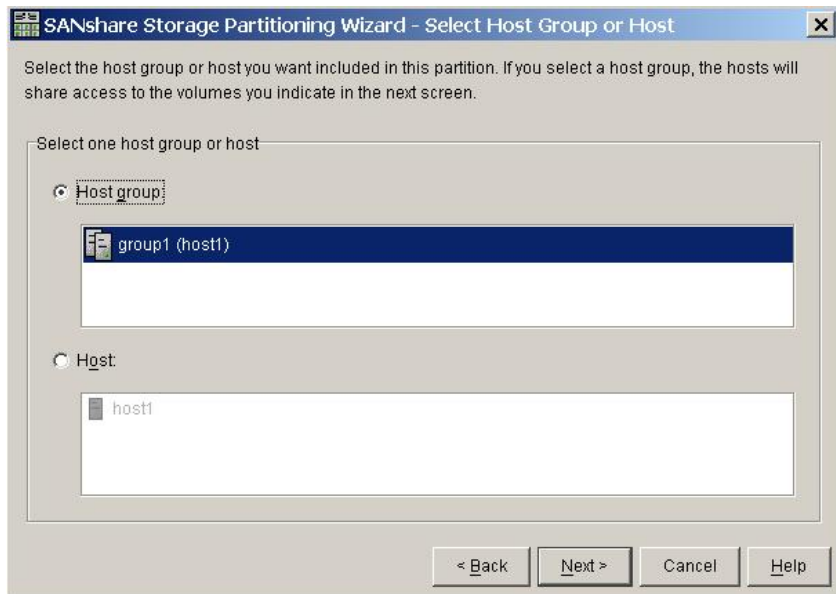 SANshare Storage Partitioning Wizard - Select Host Group or Host
Select the host group or host you want included in this partition. If you select a host group, the hosts will
share access to the volumes you indicate in the next screen.
Select one host group or host
Host group:
group1 (host1)
Host:
host1
< Back Next > Cancel Help